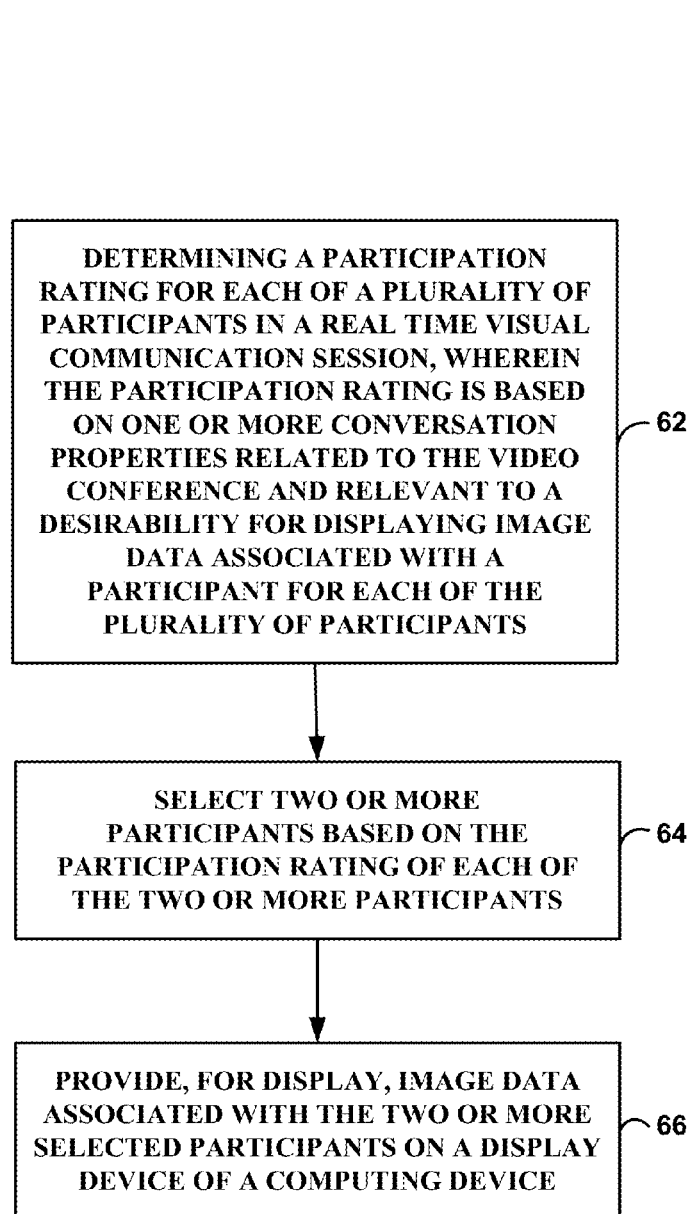 DETERMINING A PARTICIPATION
RATING FOR EACH OF A PLURALITY OF
PARTICIPANTS IN A REAL TIME VISUAL
COMMUNICATION SESSION, WHEREIN
THE PARTICIPATION RATING IS BASED
ON ONE OR MORE CONVERSATION
PROPERTIES RELATED TO THE VIDEO
CONFERENCE AND RELEVANT TO A
DESIRABILITY FOR DISPLAYING IMAGE
DATA ASSOCIATED WITH A
PARTICIPANT FOR EACH OF THE
PLURALITY OF PARTICIPANTS
62
SELECT TWO OR MORE
PARTICIPANTS BASED ON THE
PARTICIPATION RATING OF EACH OF
THE TWO OR MORE PARTICIPANTS
64
PROVIDE, FOR DISPLAY, IMAGE DATA
ASSOCIATED WITH THE TWO OR MORE
SELECTED PARTICIPANTS ON A DISPLAY
DEVICE OF A COMPUTING DEVICE
66